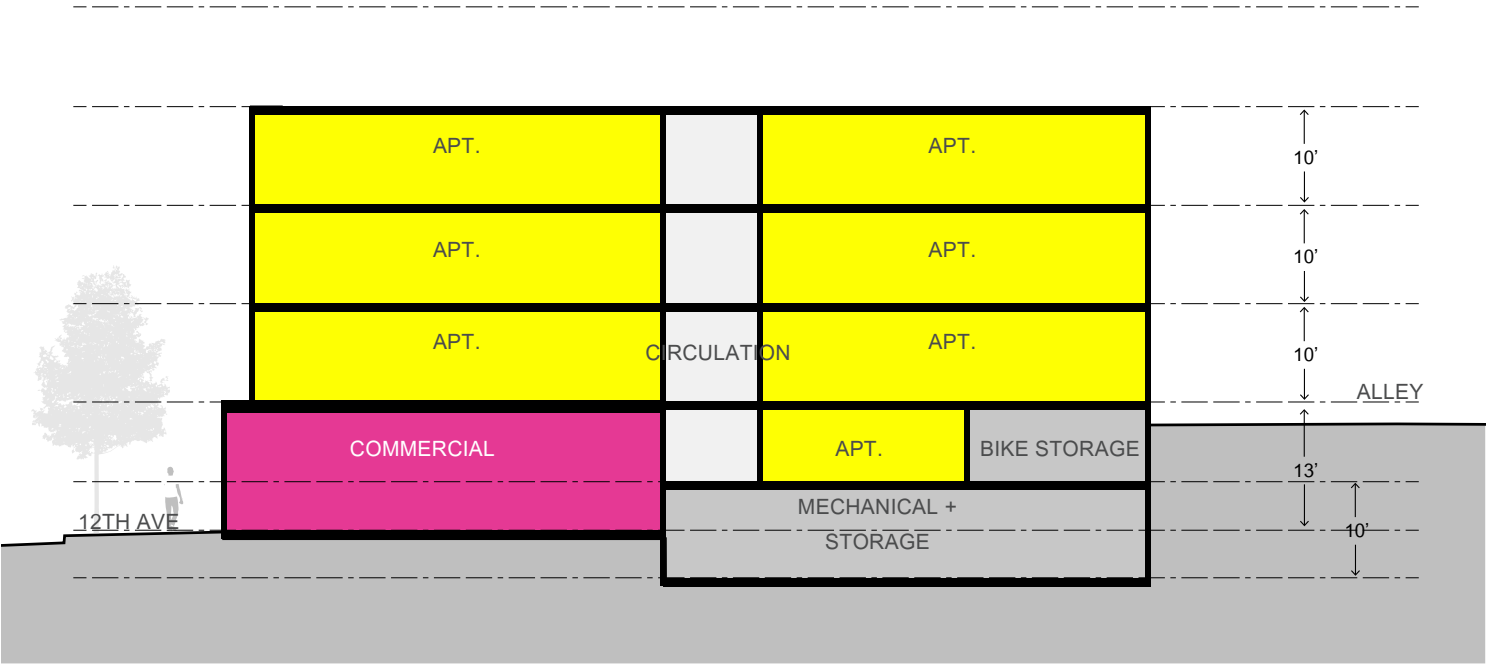 APT.
APT.
10’
APT.
APT.
10’
APT.
CIRCULATION
APT.
10’
ALLEY
COMMERCIAL
APT.
BIKE STORAGE
13’
MECHANICAL +
STORAGE
12TH AVE
10’